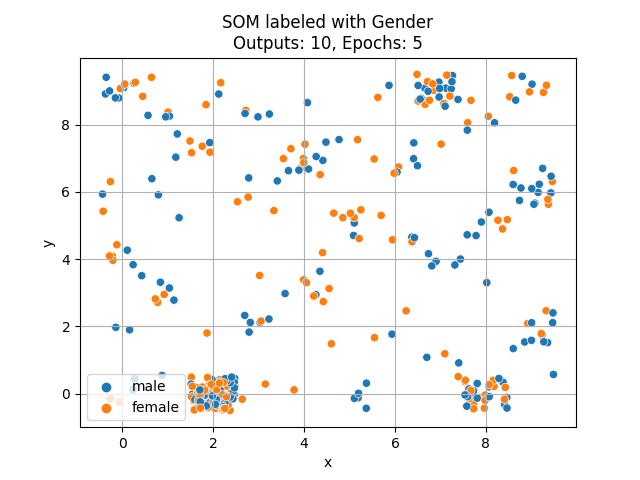 SOM labeled with Gender
Outputs: 10, Epochs: 5
8
6
4
2
0
y
male
female
0 2 4 6 8
x